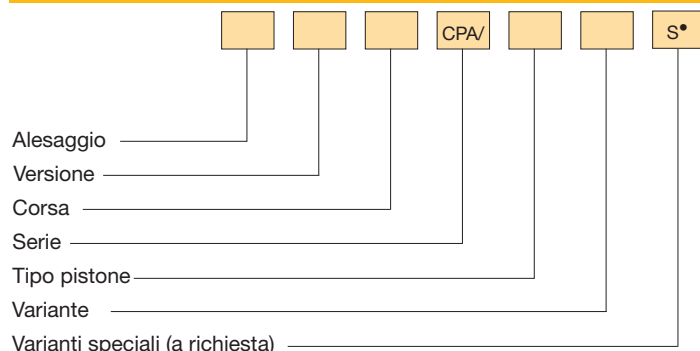 CPA/ S•
Alesaggio
Versione
Corsa
Serie
Tipo pistone
Variante
Varianti speciali (a richiesta)